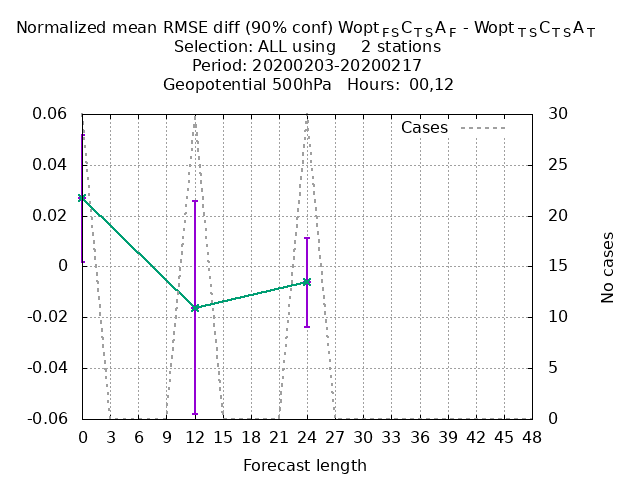 Normalized mean RMSE diff (90% conf) Wopt FS C TS A F - Wopt TS C TS A T
Selection: ALL using 2 stations
Period: 20200203-20200217
Geopotential 500hPa Hours: 00,12
Cases
0.06
0.04
0.02
0
-0.02
-0.04
-0.06
30
25
20
15
10
5
0
No cases
0 3 6 9 12 15 18 21 24 27 30 33 36 39 42 45 48
Forecast length